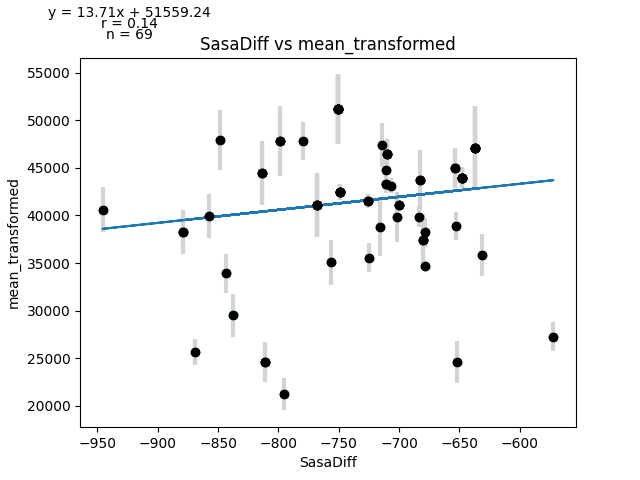 y = 13.71x + 51559.24
r = 0.14
n = 69
SasaDiff vs mean_transformed
55000
50000
45000
40000
35000
30000
25000
20000
mean_transformed
−950 −900 −850 −800 −750 −700 −650 −600
SasaDiff